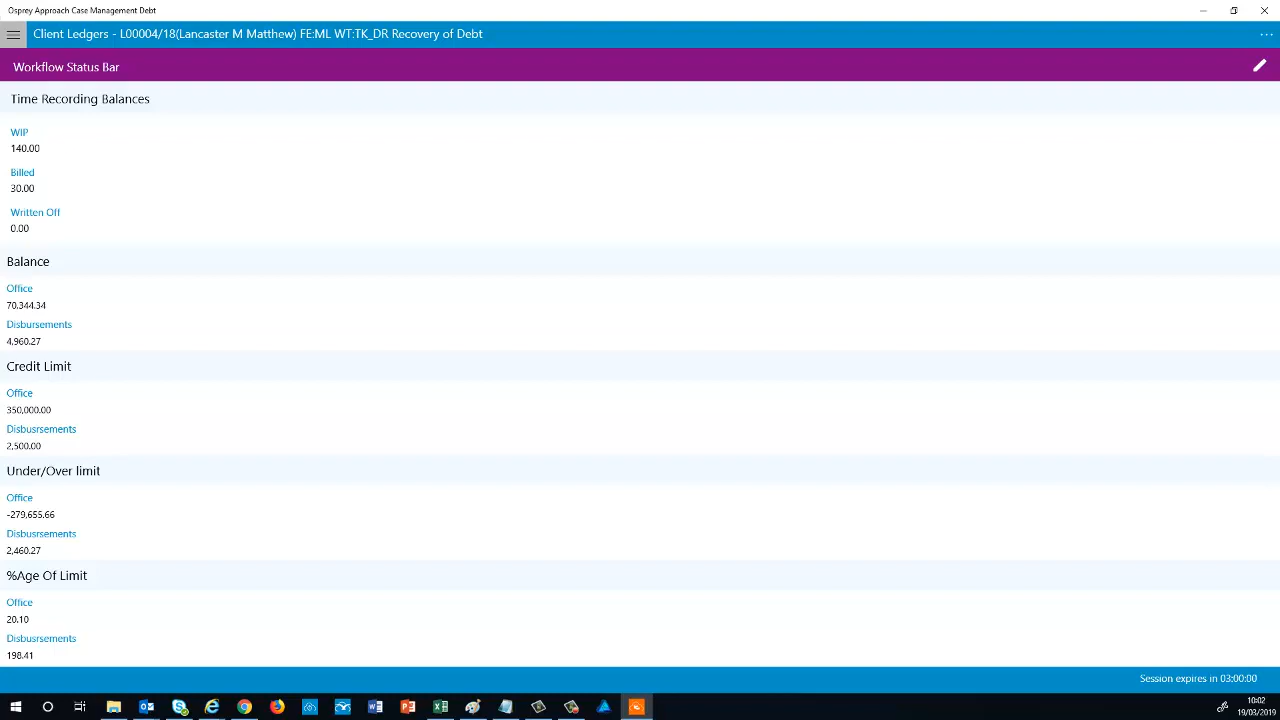 Osprey Approach Case Management Debt
Client Ledgers - L00004/18(Lancaster M Matthew) FE:ML WT:TK_DR Recovery of Debt
Workflow Status Bar
Time Recording Balances
WIP
140.00
Billed
30.00
Written Off
0.00
Balance
Office
70,344.34
Disbursements
4,960.27
Credit Limit
Office
350,000.00
Disbusrsements
2,500.00
Under/Over limit
Office
-279,655.66
Disbusrsements
2,460.27
%Age Of Limit
Office
20.10
Disbusrsements
198.41
Session expires in 03:00:00
10:02
19/03/2019